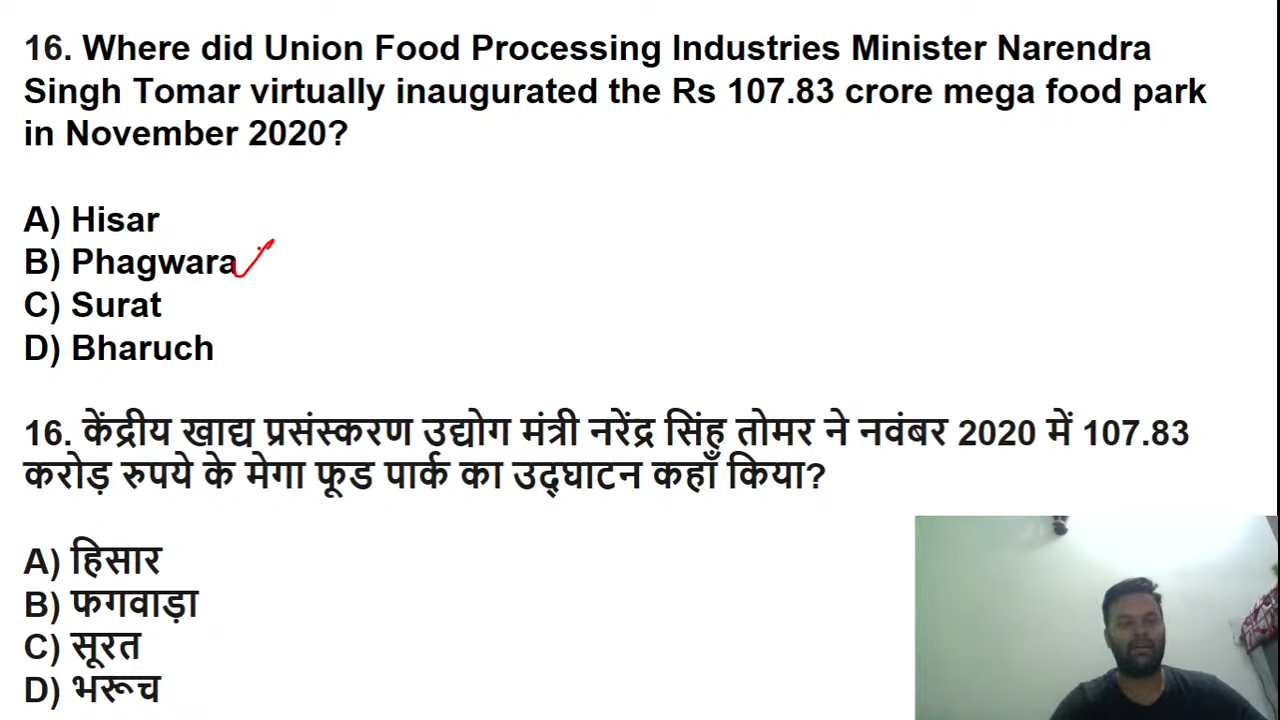 16. Where did Union Food Processing Industries Minister Narendra
Singh Tomar virtually inaugurated the Rs 107.83 crore mega food park
in November 2020?
A) Hisar
B) Phagwara
C) Surat
D) Bharuch
16. केंद्रीय खाद्य प्रसंस्करण उद्योग मंत्री नरेंद्र सिंह तोमर ने नवंबर 2020 में 107.83
करोड़ रुपये के मेगा फूड पार्क का उद्घाटन कहाँ किया?
A) हिसार
B) फगवाड़ा
C) सूरत
D) भरूच